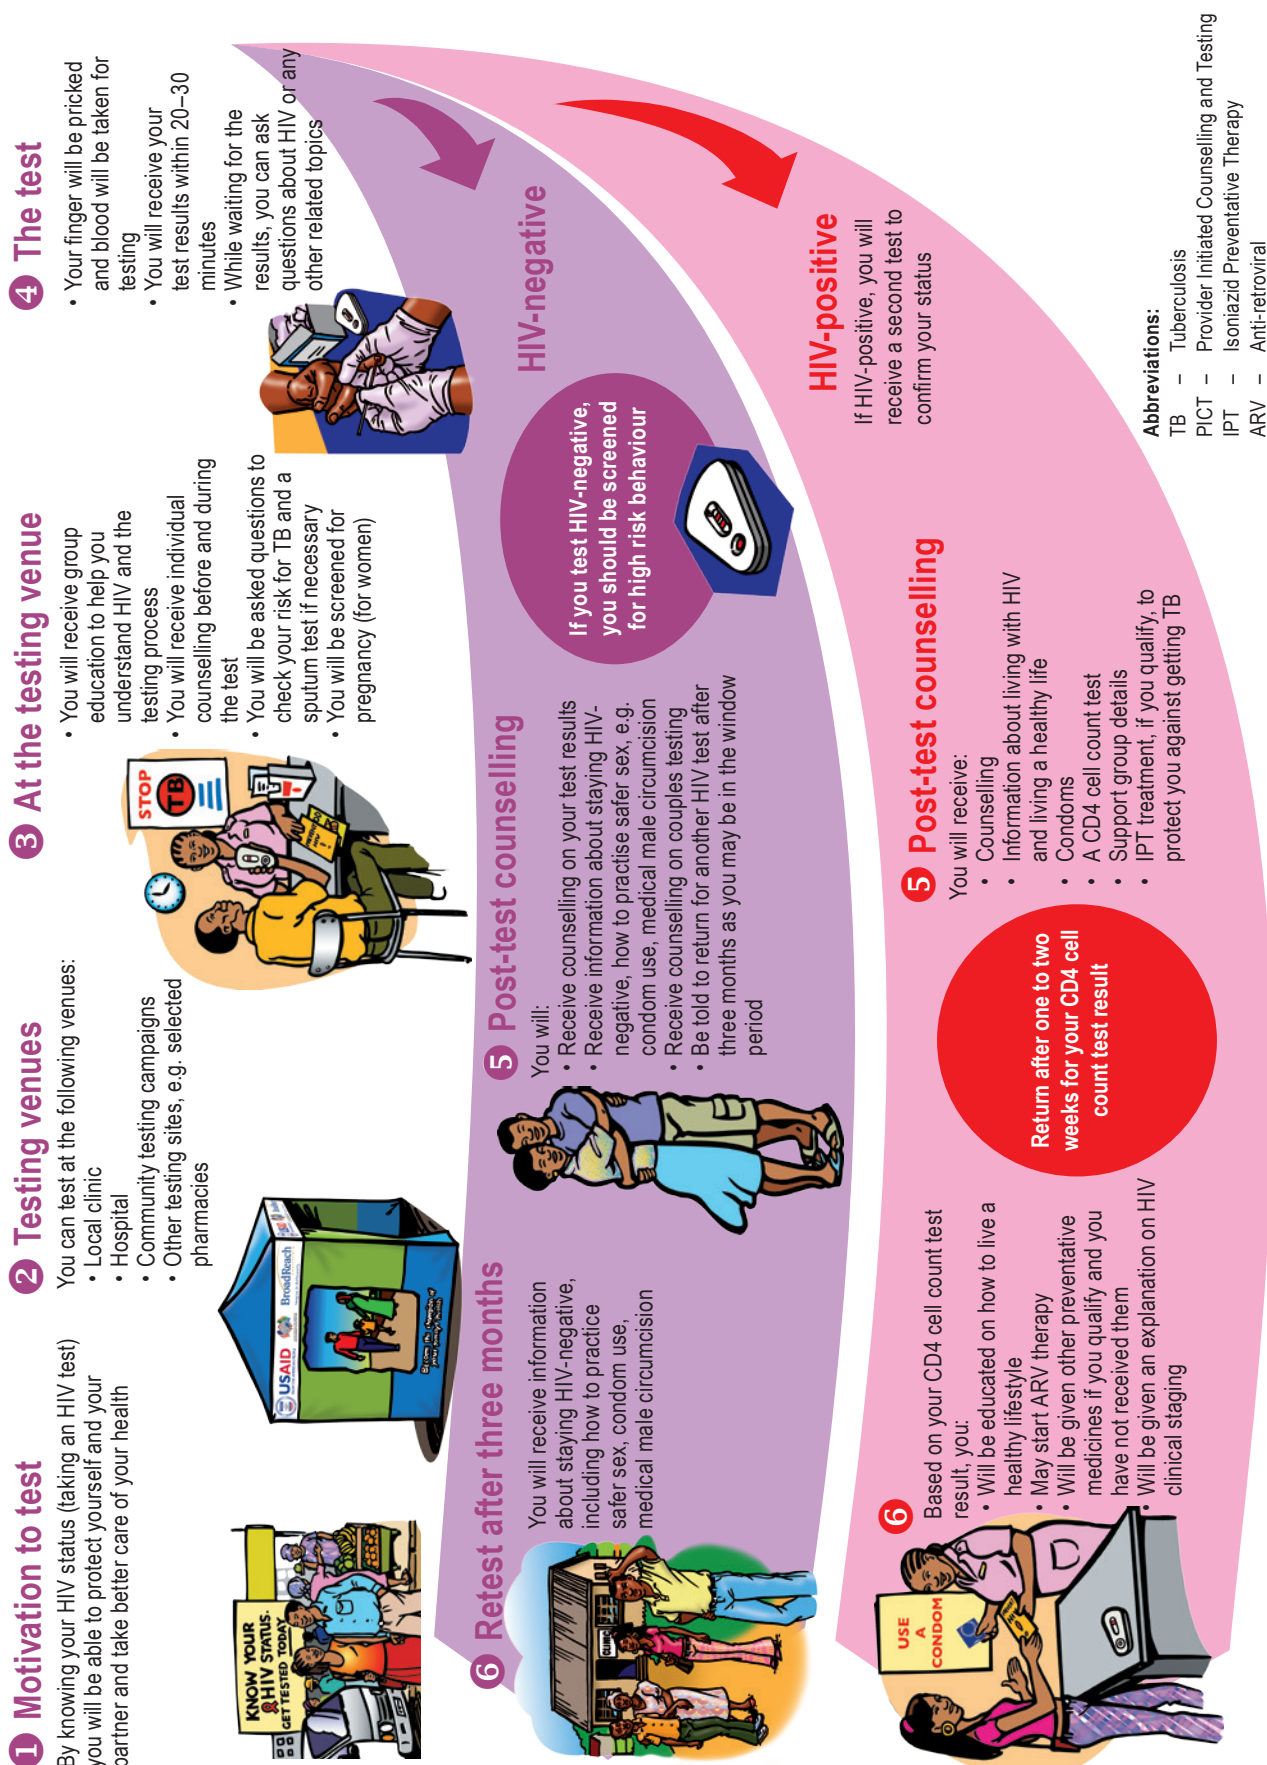 1 Motivation to test
By knowing your HIV status (taking an HIV test)
you will be able to protect yourself and your
partner and take better care of your health
KNOW YOUR
HIV STATUS.
GET TESTED TODAY
2 Testing venues
You can test at the following venues:
• Local clinic
• Hospital
• Community testing campaigns
• Other testing sites, e.g. selected
pharmacies
USAID
BroadReach
3 At the testing venue
• You will receive group
education to help you
understand HIV and the
testing process
• You will receive individual
counselling before and during
the test
• You will be asked questions to
check your risk for TB and a
sputum test if necessary
• You will be screened for
pregnancy (for women)
STOP
TB
4 The test
• Your finger will be pricked
and blood will be taken for
testing
• You will receive your
test results within 20–30
minutes
• While waiting for the
results, you can ask
questions about HIV or any
other related topics
HIV-negative
If you test HIV-negative,
you should be screened
for high risk behaviour
5 Post-test counselling
You will:
• Receive counselling on your test results
• Receive information about staying HIV-
negative, how to practise safer sex, e.g.
condom use, medical male circumcision
• Receive counselling on couples testing
• Be told to return for another HIV test after
three months as you may be in the window
period
6 Retest after three months
You will receive information
about staying HIV-negative,
including how to practice
safer sex, condom use,
medical male circumcision
CLINIC
HIV-positive
If HIV-positive, you will
receive a second test to
confirm your status
5 Post-test counselling
You will receive:
• Counselling
• Information about living with HIV
and living a healthy life
• Condoms
• A CD4 cell count test
• Support group details
• IPT treatment, if you qualify, to
protect you against getting TB
Return after one to two
weeks for your CD4 cell
count test result
6
Based on your CD4 cell count test
result, you:
• Will be educated on how to live a
healthy lifestyle
• May start ARV therapy
• Will be given other preventative
medicines if you qualify and you
have not received them
• Will be given an explanation on HIV
clinical staging
USE
A
CONDOM
Abbreviations:
TB – Tuberculosis
PICT – Provider Initiated Counselling and Testing
IPT – Isoniazid Preventative Therapy
ARV – Anti-retroviral